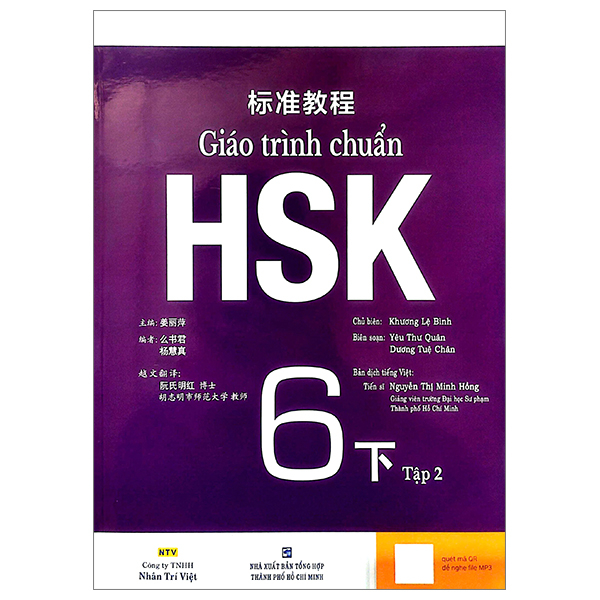 标准教程
Giáo trình chuẩn
HSK
主编: 姜丽萍
编者: 么书君
杨慧真
越文翻译:
阮氏明红 博士
胡志明市师范大学 教师
Chủ biên: Khương Lệ Bình
Biên soạn: Yêu Thư Quân
Dương Tuệ Chân
Bản dịch tiếng Việt:
Tiến sĩ Nguyễn Thị Minh Hồng
Giảng viên trường Đại học Sư phạm
Thành phố Hồ Chí Minh
6 下 Tập 2
NTV
Công ty TNHH
Nhân Trí Việt
NHÀ XUẤT BẢN TỔNG HỢP
THÀNH PHỐ HỒ CHÍ MINH
quét mã QR
để nghe file MP3